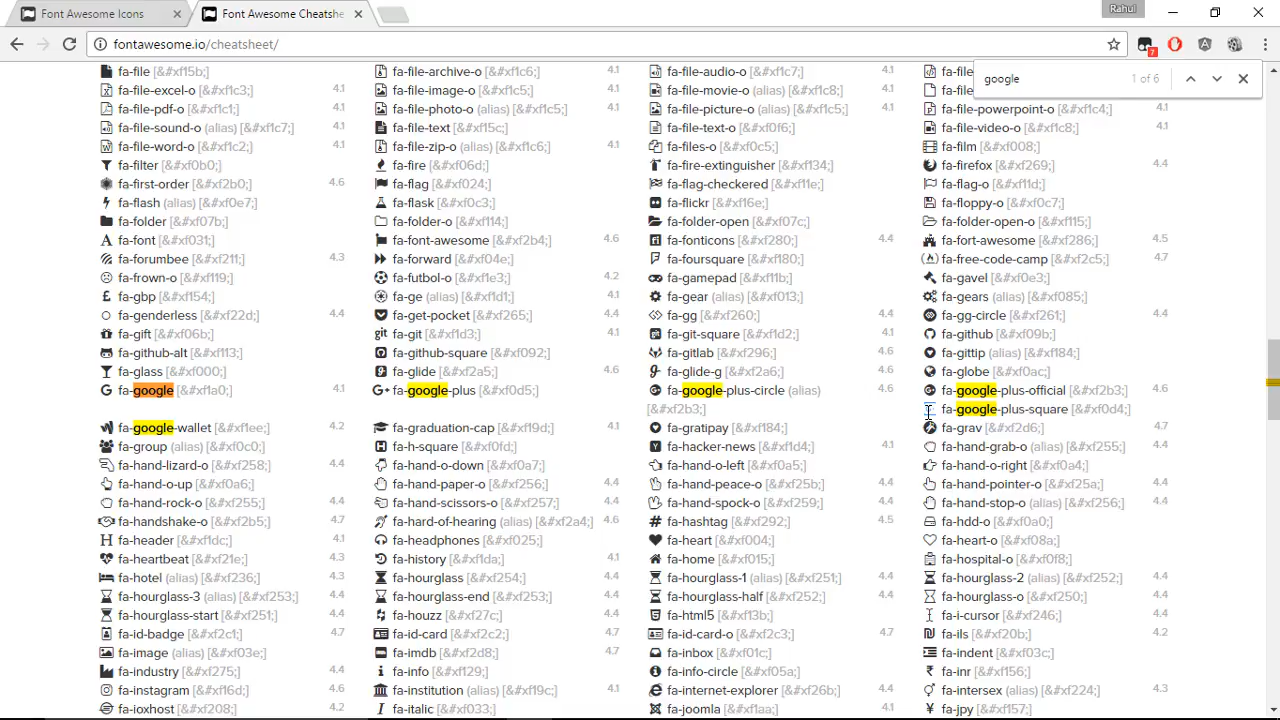 Font Awesome Icons
Font Awesome Cheatshe
Rahul
fontawesome.io/cheatsheet/
7
google
1 of 6
fa-file [&#xf15b;]
fa-file-archive-o [&#xf1c6;] 4.1
fa-file-audio-o [&#xf1c7;] 4.1
fa-file-excel-o [&#xf1c3;] 4.1
fa-file-image-o [&#xf1c5;] 4.1
fa-file-movie-o (alias) [&#xf1c8;] 4.1
fa-file-pdf-o [&#xf1c1;] 4.1
fa-file-photo-o (alias) [&#xf1c5;] 4.1
fa-file-picture-o (alias) [&#xf1c5;] 4.1
fa-file-powerpoint-o [&#xf1c4;] 4.1
fa-file-sound-o (alias) [&#xf1c7;] 4.1
fa-file-text [&#xf15c;]
fa-file-text-o [&#xf0f6;]
fa-file-video-o [&#xf1c8;] 4.1
fa-file-word-o [&#xf1c2;] 4.1
fa-file-zip-o (alias) [&#xf1c6;] 4.1
fa-files-o [&#xf0c5;]
fa-film [&#xf008;]
fa-filter [&#xf0b0;]
fa-fire [&#xf06d;]
fa-fire-extinguisher [&#xf134;]
fa-firefox [&#xf269;] 4.4
fa-first-order [&#xf2b0;] 4.6
fa-flag [&#xf024;]
fa-flag-checkered [&#xf11e;]
fa-flag-o [&#xf11d;]
fa-flash (alias) [&#xf0e7;]
fa-flask [&#xf0c3;]
fa-flickr [&#xf16e;]
fa-floppy-o [&#xf0c7;]
fa-folder [&#xf07b;]
fa-folder-o [&#xf114;]
fa-folder-open [&#xf07c;]
fa-folder-open-o [&#xf115;]
fa-font [&#xf031;]
fa-font-awesome [&#xf2b4;] 4.6
fa-fonticons [&#xf280;] 4.4
fa-fort-awesome [&#xf286;] 4.5
fa-forumbee [&#xf211;] 4.3
fa-forward [&#xf04e;]
fa-foursquare [&#xf180;]
fa-free-code-camp [&#xf2c5;] 4.7
fa-frown-o [&#xf119;]
fa-futbol-o [&#xf1e3;] 4.2
fa-gamepad [&#xf11b;]
fa-gavel [&#xf0e3;]
fa-gbp [&#xf154;]
fa-ge (alias) [&#xf1d1;] 4.1
fa-gear (alias) [&#xf013;]
fa-gears (alias) [&#xf085;]
fa-genderless [&#xf22d;] 4.4
fa-get-pocket [&#xf265;] 4.4
fa-gg [&#xf260;] 4.4
fa-gg-circle [&#xf261;] 4.4
fa-gift [&#xf06b;]
git fa-git [&#xf1d3;] 4.1
fa-git-square [&#xf1d2;] 4.1
fa-github [&#xf09b;]
fa-github-alt [&#xf113;]
fa-github-square [&#xf092;]
fa-gitlab [&#xf296;] 4.6
fa-gittip (alias) [&#xf184;]
fa-glass [&#xf000;]
fa-glide [&#xf2a5;] 4.6
fa-glide-g [&#xf2a6;] 4.6
fa-globe [&#xf0ac;]
G fa-google [&#xf1a0;] 4.1
G+ fa-google-plus [&#xf0d5;]
fa-google-plus-circle (alias) 4.6
fa-google-plus-official [&#xf2b3;] 4.6
[&#xf2b3;]
fa-google-plus-square [&#xf0d4;]
fa-google-wallet [&#xf1ee;] 4.2
fa-graduation-cap [&#xf19d;] 4.1
fa-gratipay [&#xf184;]
fa-grav [&#xf2d6;] 4.7
fa-group (alias) [&#xf0c0;]
fa-h-square [&#xf0fd;]
fa-hacker-news [&#xf1d4;] 4.1
fa-hand-grab-o (alias) [&#xf255;] 4.4
fa-hand-lizard-o [&#xf258;] 4.4
fa-hand-o-down [&#xf0a7;]
fa-hand-o-left [&#xf0a5;]
fa-hand-o-right [&#xf0a4;]
fa-hand-o-up [&#xf0a6;]
fa-hand-paper-o [&#xf256;] 4.4
fa-hand-peace-o [&#xf25b;] 4.4
fa-hand-pointer-o [&#xf25a;] 4.4
fa-hand-rock-o [&#xf255;] 4.4
fa-hand-scissors-o [&#xf257;] 4.4
fa-hand-spock-o [&#xf259;] 4.4
fa-hand-stop-o (alias) [&#xf256;] 4.4
fa-handshake-o [&#xf2b5;] 4.7
fa-hard-of-hearing (alias) [&#xf2a4;] 4.6
fa-hashtag [&#xf292;] 4.5
fa-hdd-o [&#xf0a0;]
fa-header [&#xf1dc;] 4.1
fa-headphones [&#xf025;]
fa-heart [&#xf004;]
fa-heart-o [&#xf08a;]
fa-heartbeat [&#xf21e;] 4.3
fa-history [&#xf1da;] 4.1
fa-home [&#xf015;]
fa-hospital-o [&#xf0f8;]
fa-hotel (alias) [&#xf236;] 4.3
fa-hourglass [&#xf254;] 4.4
fa-hourglass-1 (alias) [&#xf251;] 4.4
fa-hourglass-2 (alias) [&#xf252;] 4.4
fa-hourglass-3 (alias) [&#xf253;] 4.4
fa-hourglass-end [&#xf253;] 4.4
fa-hourglass-half [&#xf252;] 4.4
fa-hourglass-o [&#xf250;] 4.4
fa-hourglass-start [&#xf251;] 4.4
fa-houzz [&#xf27c;] 4.4
fa-html5 [&#xf13b;]
fa-i-cursor [&#xf246;] 4.4
fa-id-badge [&#xf2c1;] 4.7
fa-id-card [&#xf2c2;] 4.7
fa-id-card-o [&#xf2c3;] 4.7
fa-ils [&#xf20b;] 4.2
fa-image (alias) [&#xf03e;]
fa-imdb [&#xf2d8;] 4.7
fa-inbox [&#xf01c;]
fa-indent [&#xf03c;]
fa-industry [&#xf275;] 4.4
fa-info [&#xf129;]
fa-info-circle [&#xf05a;]
fa-inr [&#xf156;]
fa-instagram [&#xf16d;] 4.6
fa-institution (alias) [&#xf19c;] 4.1
fa-internet-explorer [&#xf26b;] 4.4
fa-intersex (alias) [&#xf224;] 4.3
fa-ioxhost [&#xf208;] 4.2
fa-italic [&#xf033;]
fa-joomla [&#xf1aa;] 4.1
fa-jpy [&#xf157;]